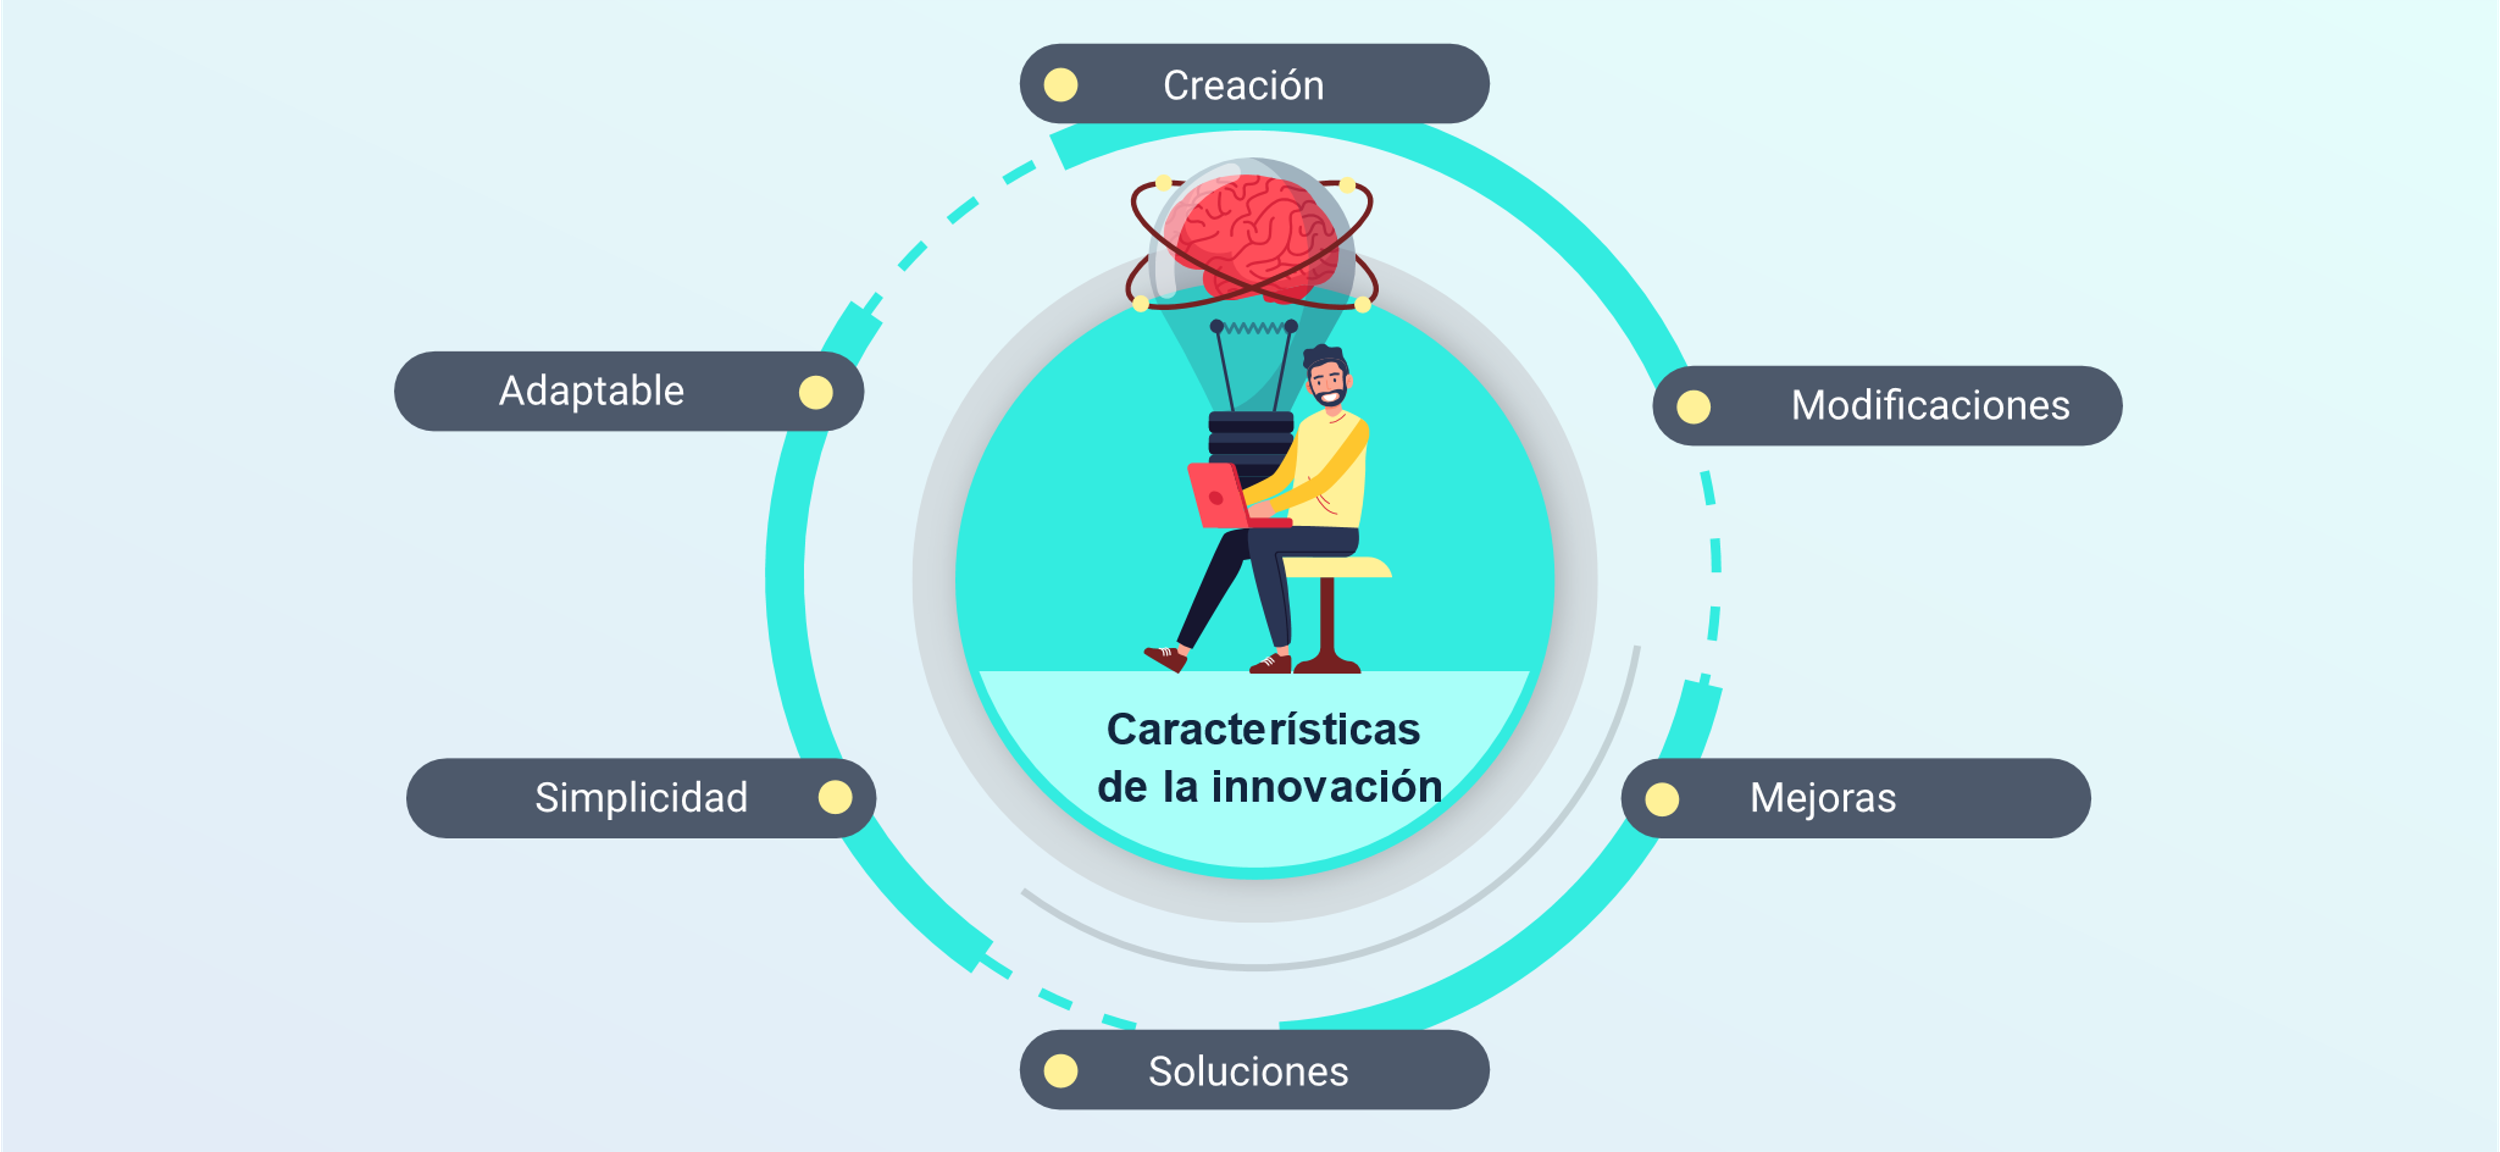 Creación
Adaptable
Modificaciones
Características
de la innovación
Simplicidad
Mejoras
Soluciones